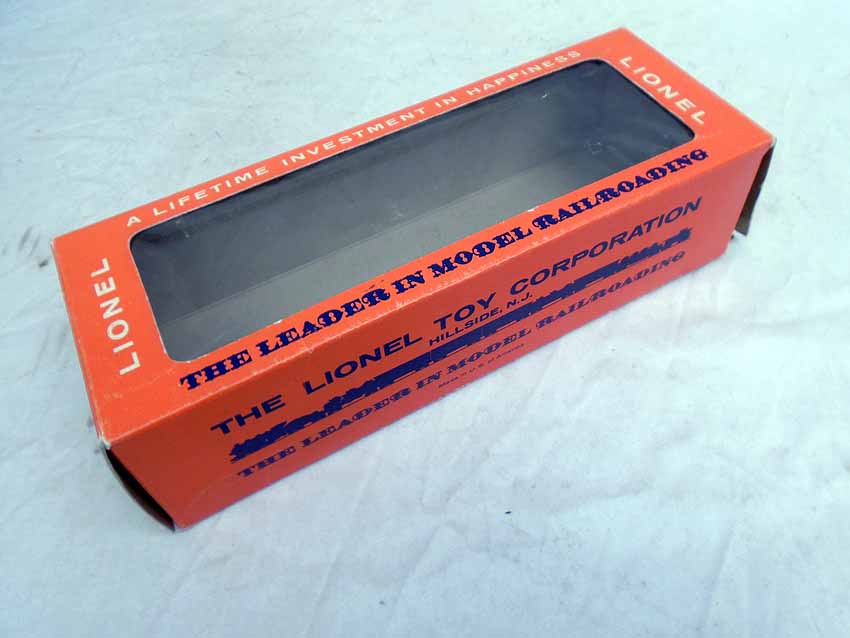 A LIFETIME INVESTMENT IN HAPPINESS
LIONEL
LIONEL
THE LEADER IN MODEL RAILROADING
THE LIONEL TOY CORPORATION
HILLSIDE, N.J.
THE LEADER IN MODEL RAILROADING
MADE IN U.S. OF AMERICA